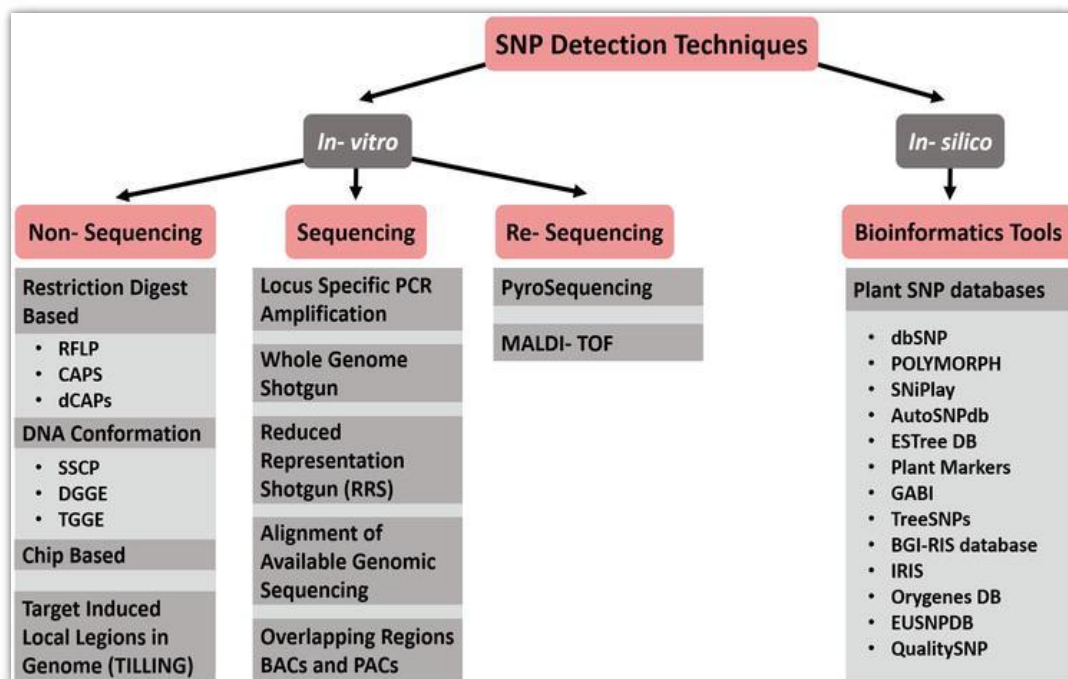 SNP Detection Techniques
In- vitro
In- silico
Non- Sequencing
Sequencing
Re- Sequencing
Bioinformatics Tools
Restriction Digest
Based
• RFLP
• CAPS
• dCAPs
DNA Conformation
• SSCP
• DGGE
• TGGE
Chip Based
Target Induced
Local Legions in
Genome (TILLING)
Locus Specific PCR
Amplification
Whole Genome
Shotgun
Reduced
Representation
Shotgun (RRS)
Alignment of
Available Genomic
Sequencing
Overlapping Regions
BACs and PACs
PyroSequencing
MALDI- TOF
Plant SNP databases
• dbSNP
• POLYMORPH
• SNiPlay
• AutoSNPdb
• ESTree DB
• Plant Markers
• GABI
• TreeSNPs
• BGI-RIS database
• IRIS
• Orygenes DB
• EUSNPDB
• QualitySNP